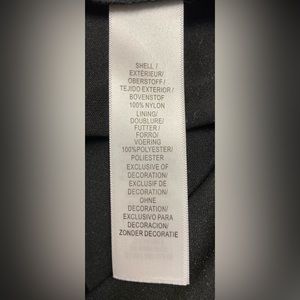 SHELL /
EXTÉRIEUR/
OBERSTOFF/
TEJIDO EXTERIOR /
BOVENSTOF
100% NYLON
LINING/
DOUBLURE/
FUTTER /
FORRO/
VOERING
100%POLYESTER/
POLIESTER
EXCLUSIVE OF
DECORATION/
EXCLUSIF DE
DECORATION/
OHNE
DECORATION/
EXCLUSIVO PARA
DECORACION/
ZONDER DECORATIE